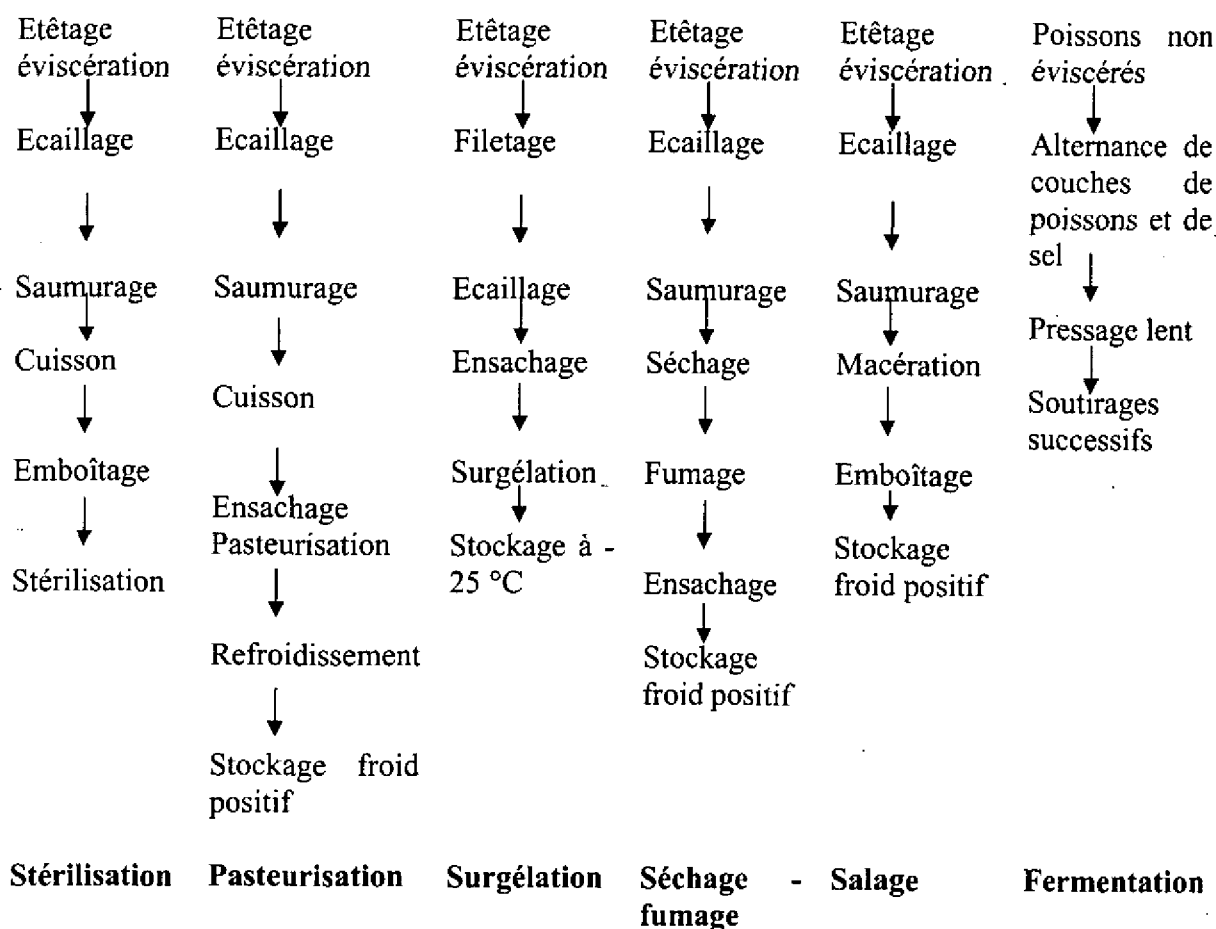 Etêtage
éviscération
Ecaillage
Saumurage
Cuisson
Emboîtage
Stérilisation
Stérilisation
Etêtage
éviscération
Ecaillage
Saumurage
Cuisson
Ensachage
Pasteurisation
Refroidissement
Stockage froid
positif
Pasteurisation
Etêtage
éviscération
Filetage
Ecaillage
Ensachage
Surgélation
Stockage à -
25 °C
Surgélation
Etêtage
éviscération
Ecaillage
Saumurage
Séchage
Fumage
Ensachage
Stockage
froid positif
Séchage -
fumage
Etêtage
éviscération
Ecaillage
Saumurage
Macération
Emboîtage
Stockage
froid positif
Salage
Poissons non
éviscérés
Alternance de
couches de
poissons et de
sel
Pressage lent
Soutirages
successifs
Fermentation